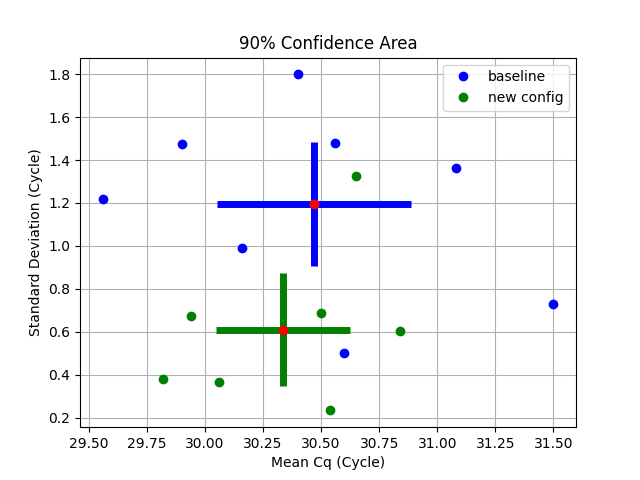 90% Confidence Area
baseline
new config
Standard Deviation (Cycle)
1.8
1.6
1.4
1.2
1.0
0.8
0.6
0.4
0.2
29.50 29.75 30.00 30.25 30.50 30.75 31.00 31.25 31.50
Mean Cq (Cycle)